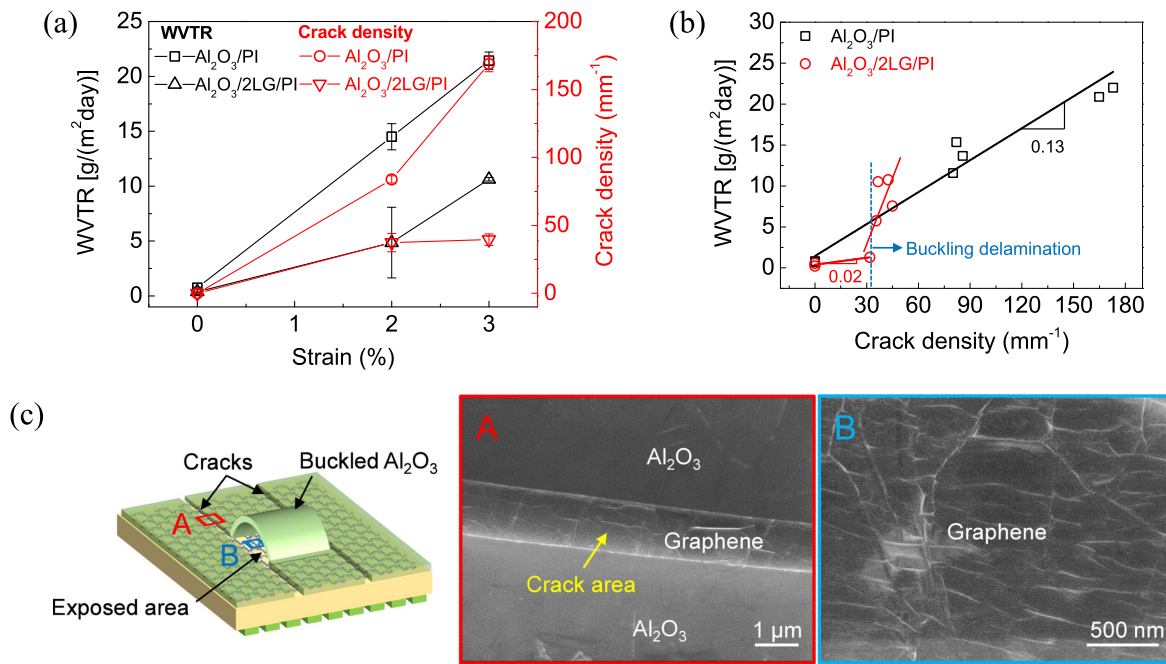 (a)
WVTR Crack density
Al₂O₃/PI Al₂O₃/PI
Al₂O₃/2LG/PI Al₂O₃/2LG/PI
WVTR [g/(m²day)]
25
20
15
10
5
0
200
150
100
50
0
Crack density (mm⁻¹)
0 1 2 3
Strain (%)
(b)
Al₂O₃/PI
Al₂O₃/2LG/PI
WVTR [g/(m²day)]
30
25
20
15
10
5
0
0.13
Buckling delamination
0.02
0 30 60 90 120 150 180
Crack density (mm⁻¹)
(c)
Cracks Buckled Al₂O₃
A
B
Exposed area
A
Al₂O₃
Graphene
Crack area
Al₂O₃
1 µm
B
Graphene
500 nm